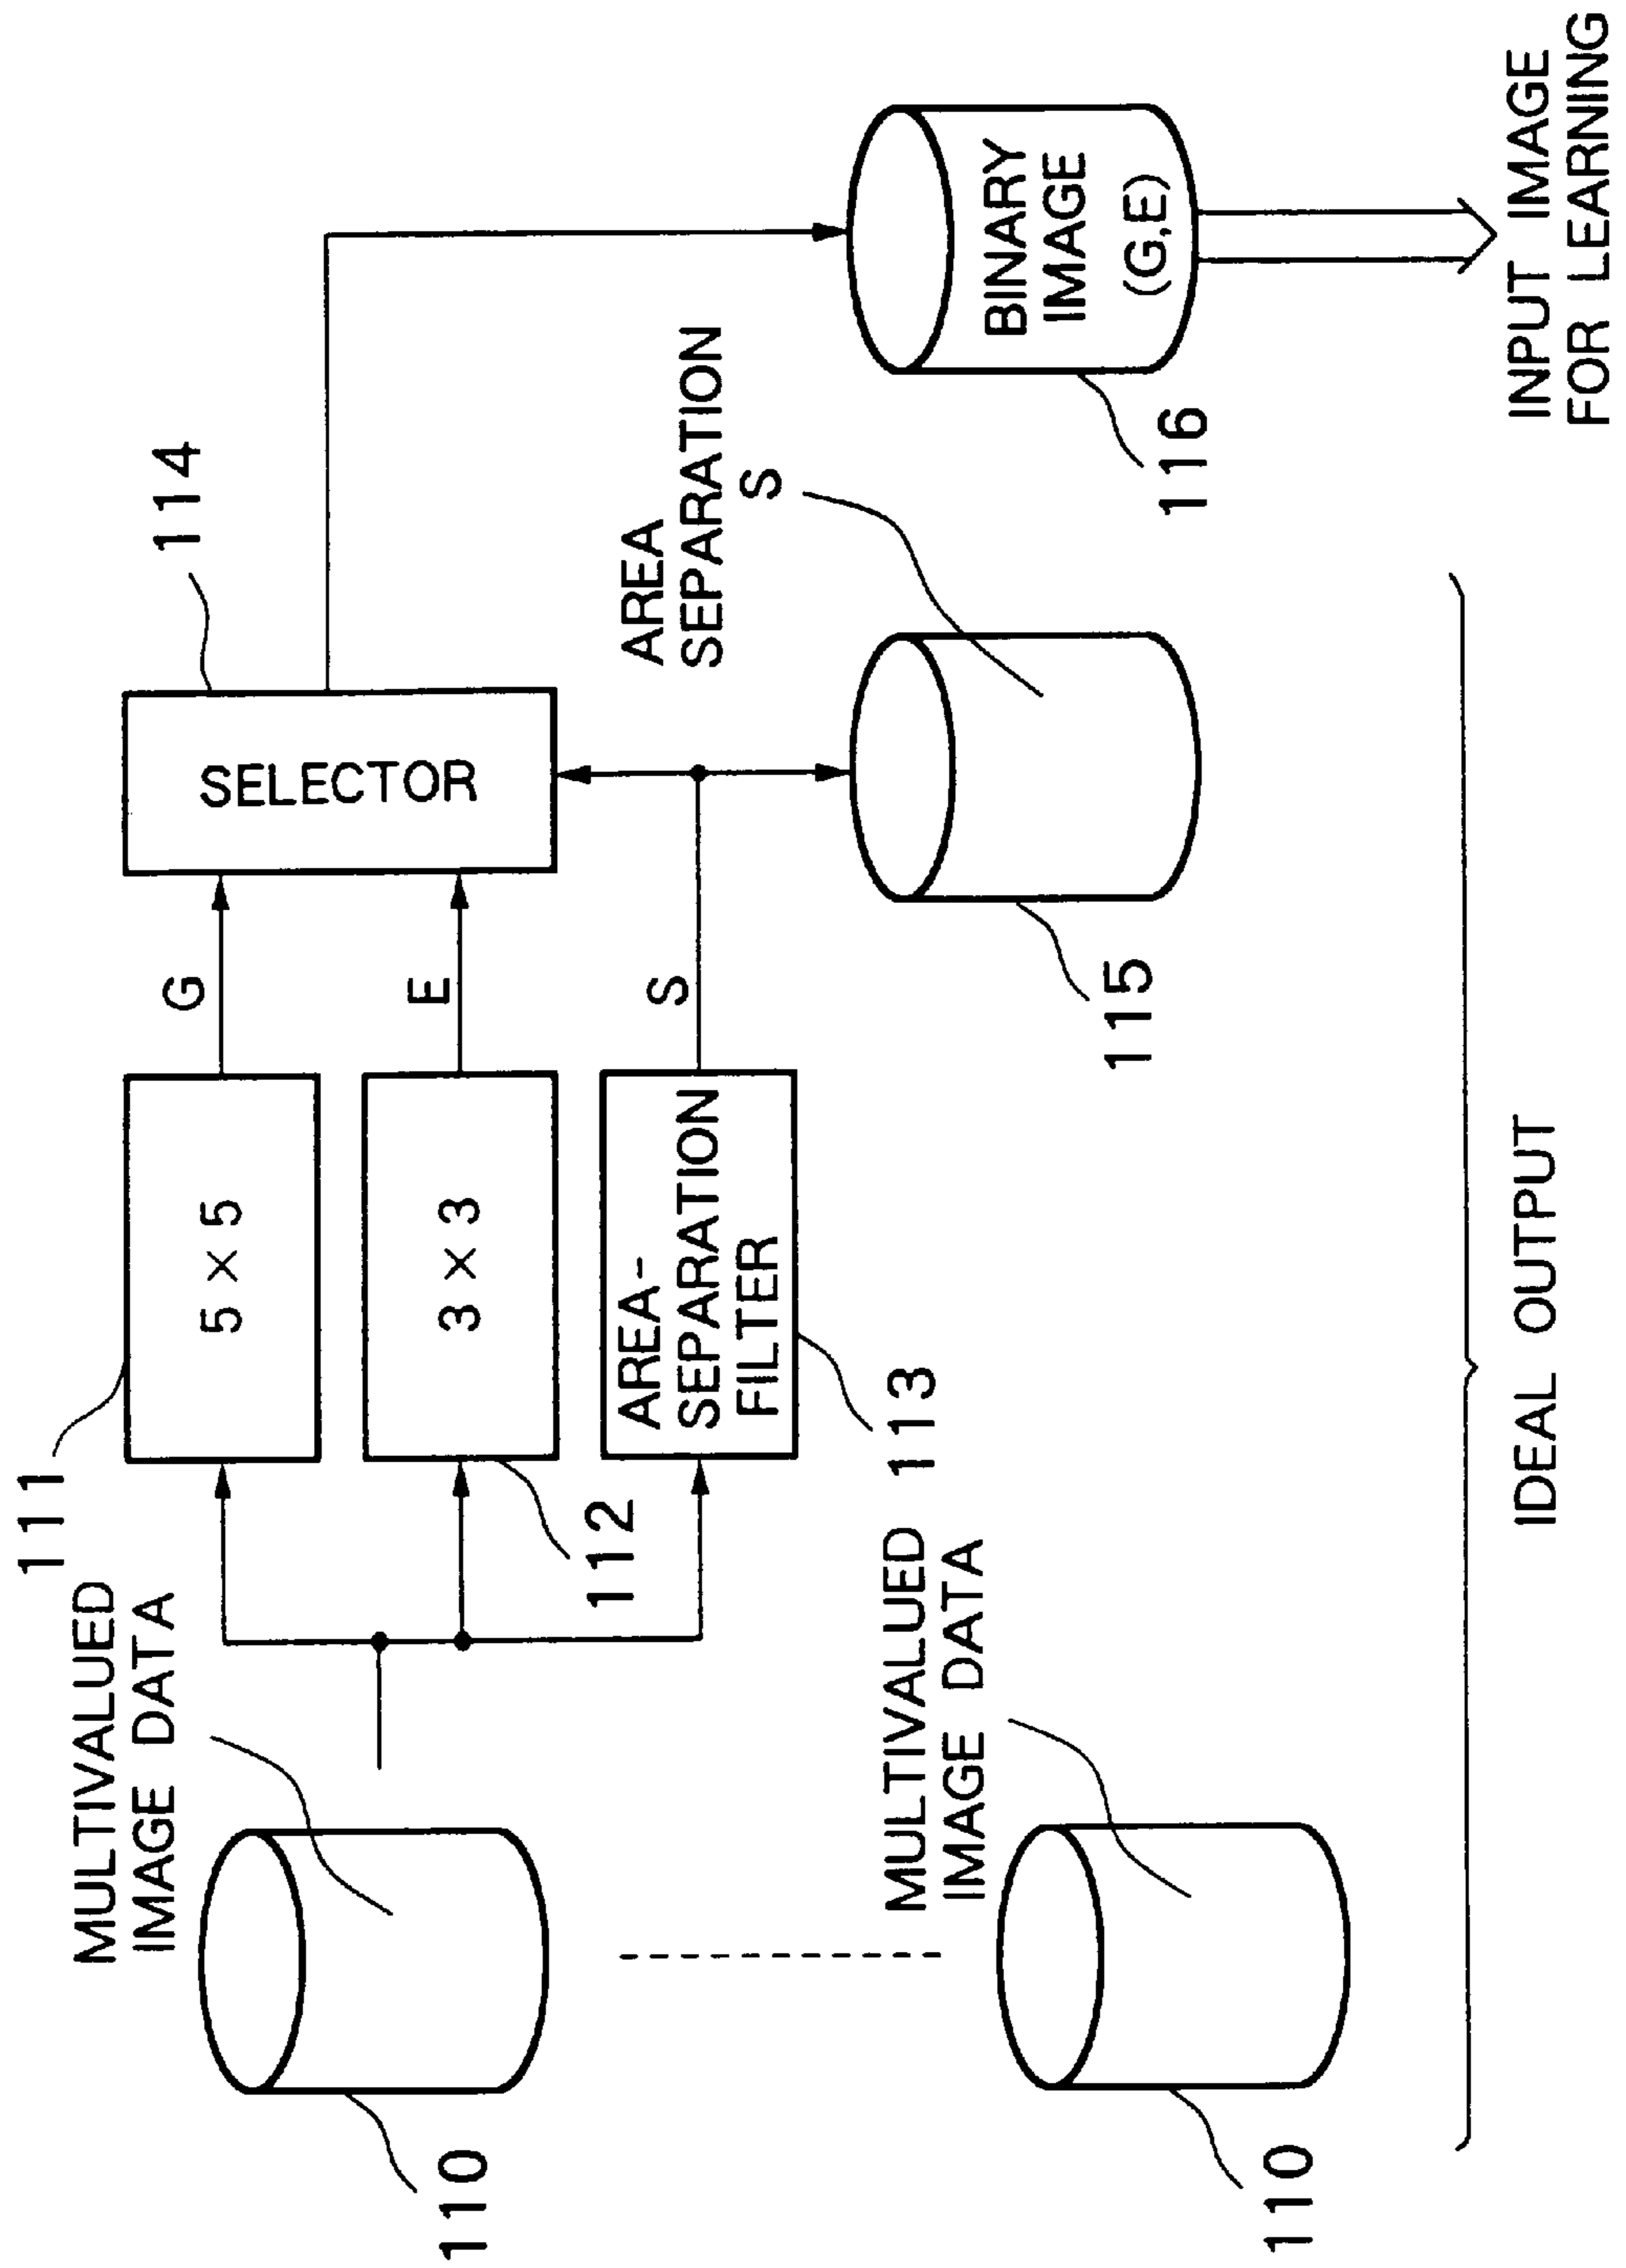 MULTIVALUED
IMAGE DATA
110
111
5 × 5
G
112
3 × 3
E
AREA-
SEPARATION
FILTER
113
S
SELECTOR
114
AREA
SEPARATION
S
115
BINARY
IMAGE
(G,E)
116
MULTIVALUED
IMAGE DATA
110
IDEAL OUTPUT
INPUT IMAGE
FOR LEARNING